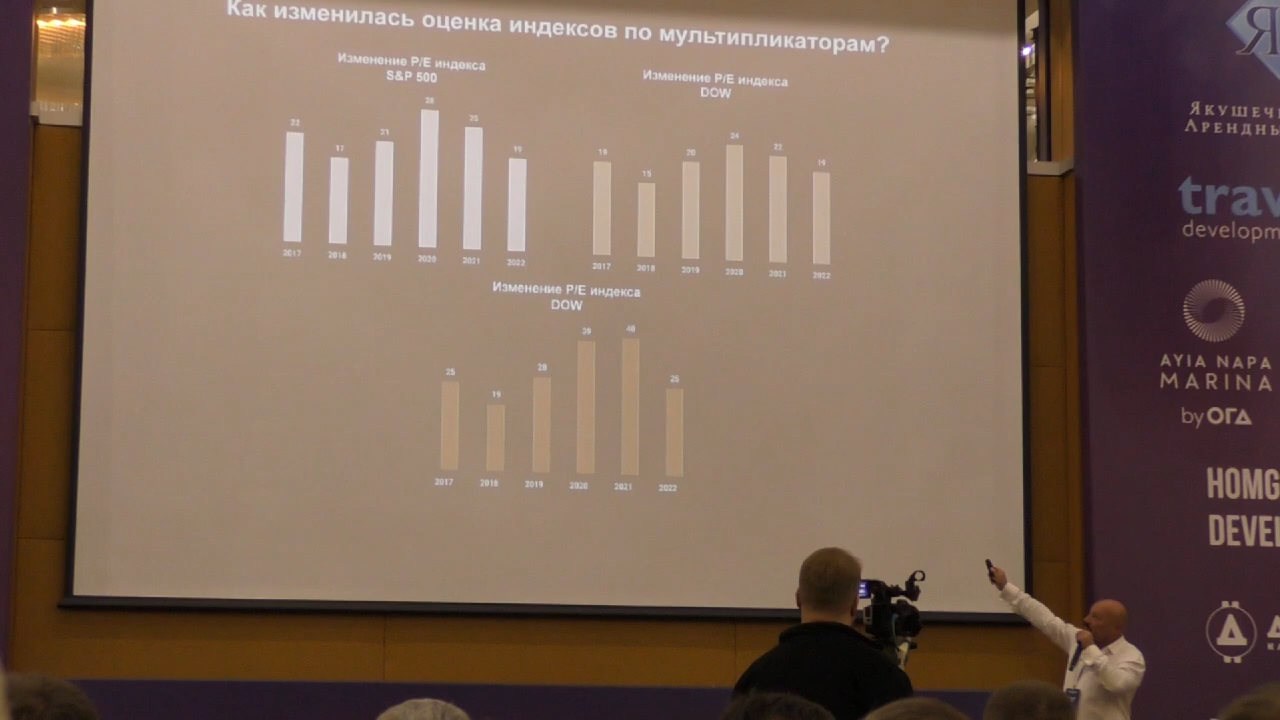 Как изменилась оценка индексов по мультипликаторам?
Изменение P/E индекса
S&P 500
23
17
21
28
25
19
2017
2018
2019
2020
2021
2022
Изменение P/E индекса
DOW
19
15
20
24
22
19
2017
2018
2019
2020
2021
2022
Изменение P/E индекса
DOW
25
19
28
39
40
25
2017
2018
2019
2020
2021
2022
Я
ЯКУШЕЧ
АРЕНДНЬ
trav
developm
AYIA NAPA
MARINA
by ΟΓΔ
HOMG
DEVE